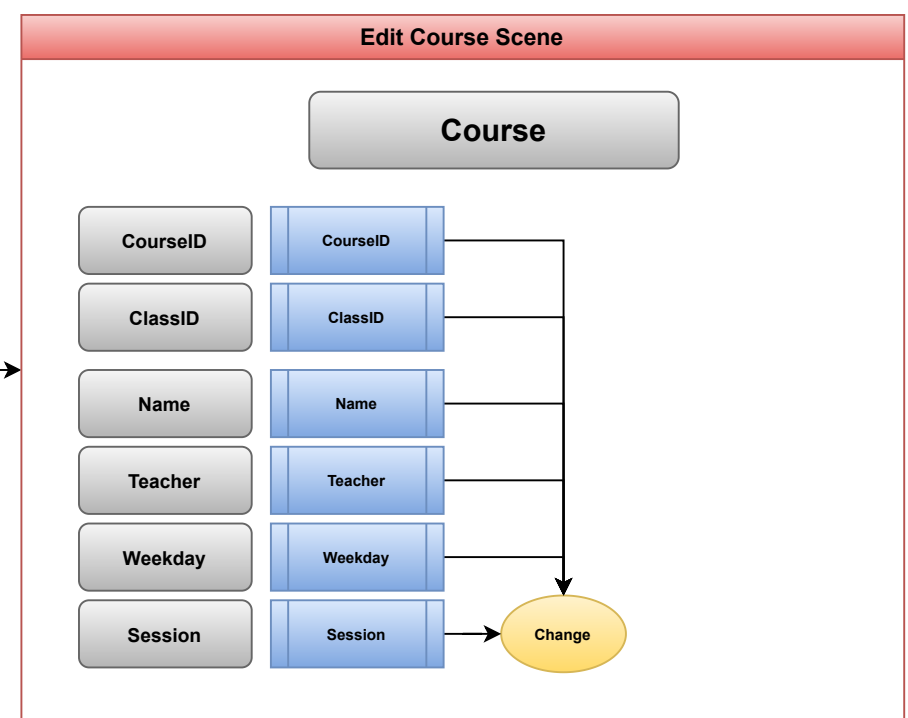 Edit Course Scene
Course
CourseID
CourseID
ClassID
ClassID
Name
Name
Teacher
Teacher
Weekday
Weekday
Session
Session
Change